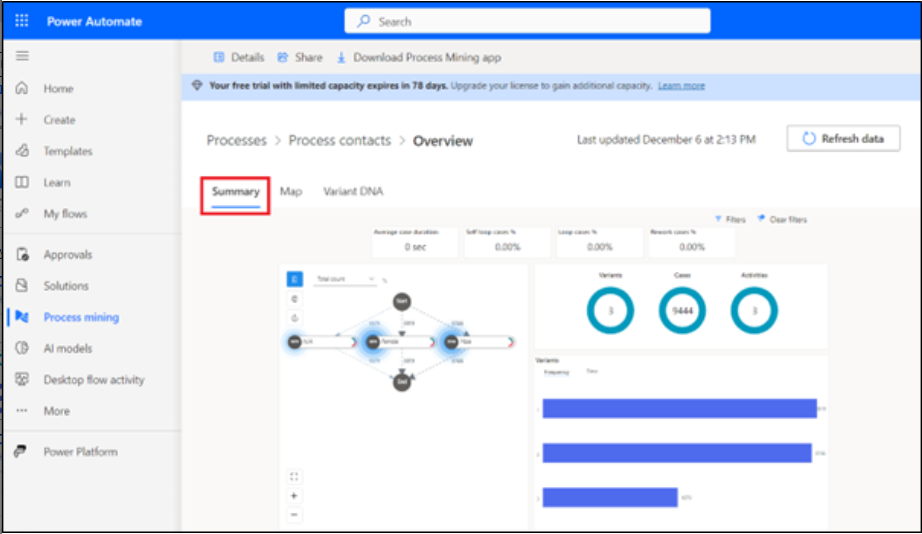 Power Automate
Search
Details Share Download Process Mining app
Your free trial with limited capacity expires in 78 days. Upgrade your license to gain additional capacity. Learn more
Home
Create
Templates
Learn
My flows
Approvals
Solutions
Process mining
AI models
Desktop flow activity
More
Power Platform
Processes > Process contacts > Overview
Last updated December 6 at 2:13 PM
Refresh data
Summary Map Variant DNA
Filters Clear filters
Average case duration Self loop cases % Loop cases % Rework cases %
0 sec 0.00% 0.00% 0.00%
Total count
Start
N/A female
End
Variants Cases Activities
3 9444 3
Variants
Frequency Time
1
2
3